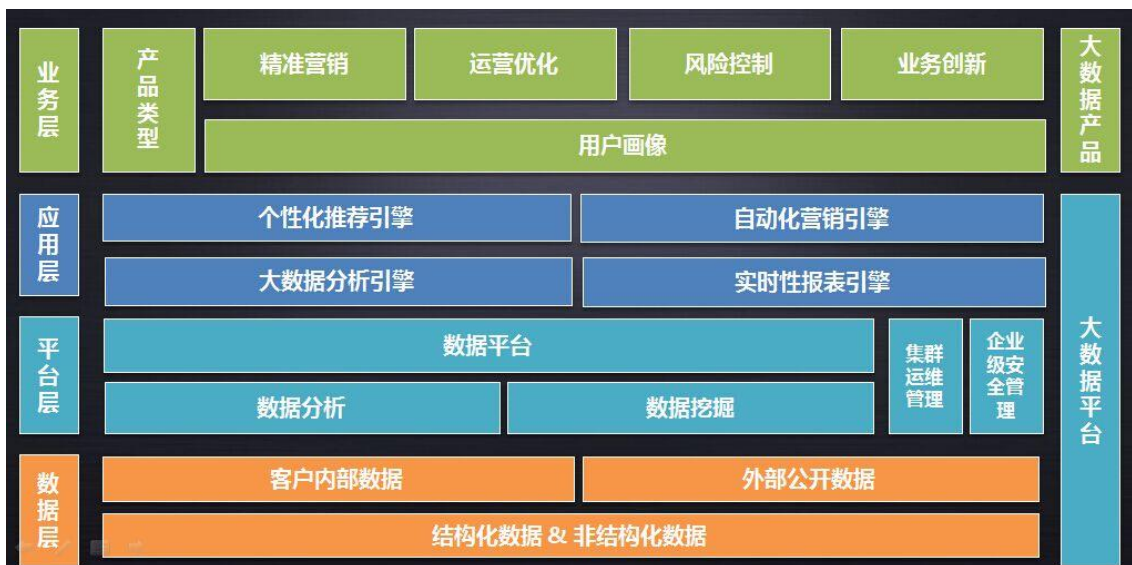 业务层
产品类型
精准营销
运营优化
风险控制
业务创新
用户画像
大数据产品
应用层
个性化推荐引擎
自动化营销引擎
大数据分析引擎
实时性报表引擎
平台层
数据平台
数据分析
数据挖掘
集群
运维
管理
企业
级安
全管
理
大数据平台
数据层
客户内部数据
外部公开数据
结构化数据 & 非结构化数据